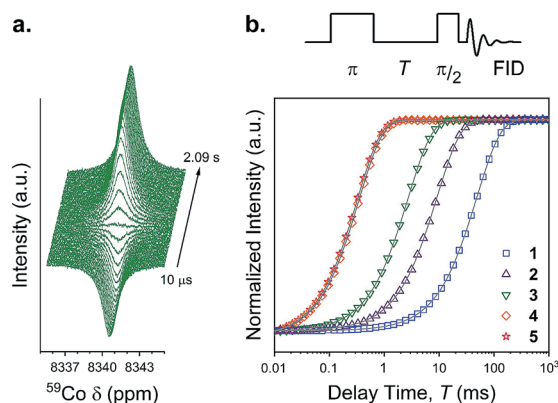 a.
b.
π T π/2 FID
Intensity (a.u.)
2.09 s
10 μs
8337 8340 8343
⁵⁹Co δ (ppm)
Normalized Intensity (a.u.)
1
2
3
4
5
0.01 0.1 1 10 100 10³
Delay Time, T (ms)